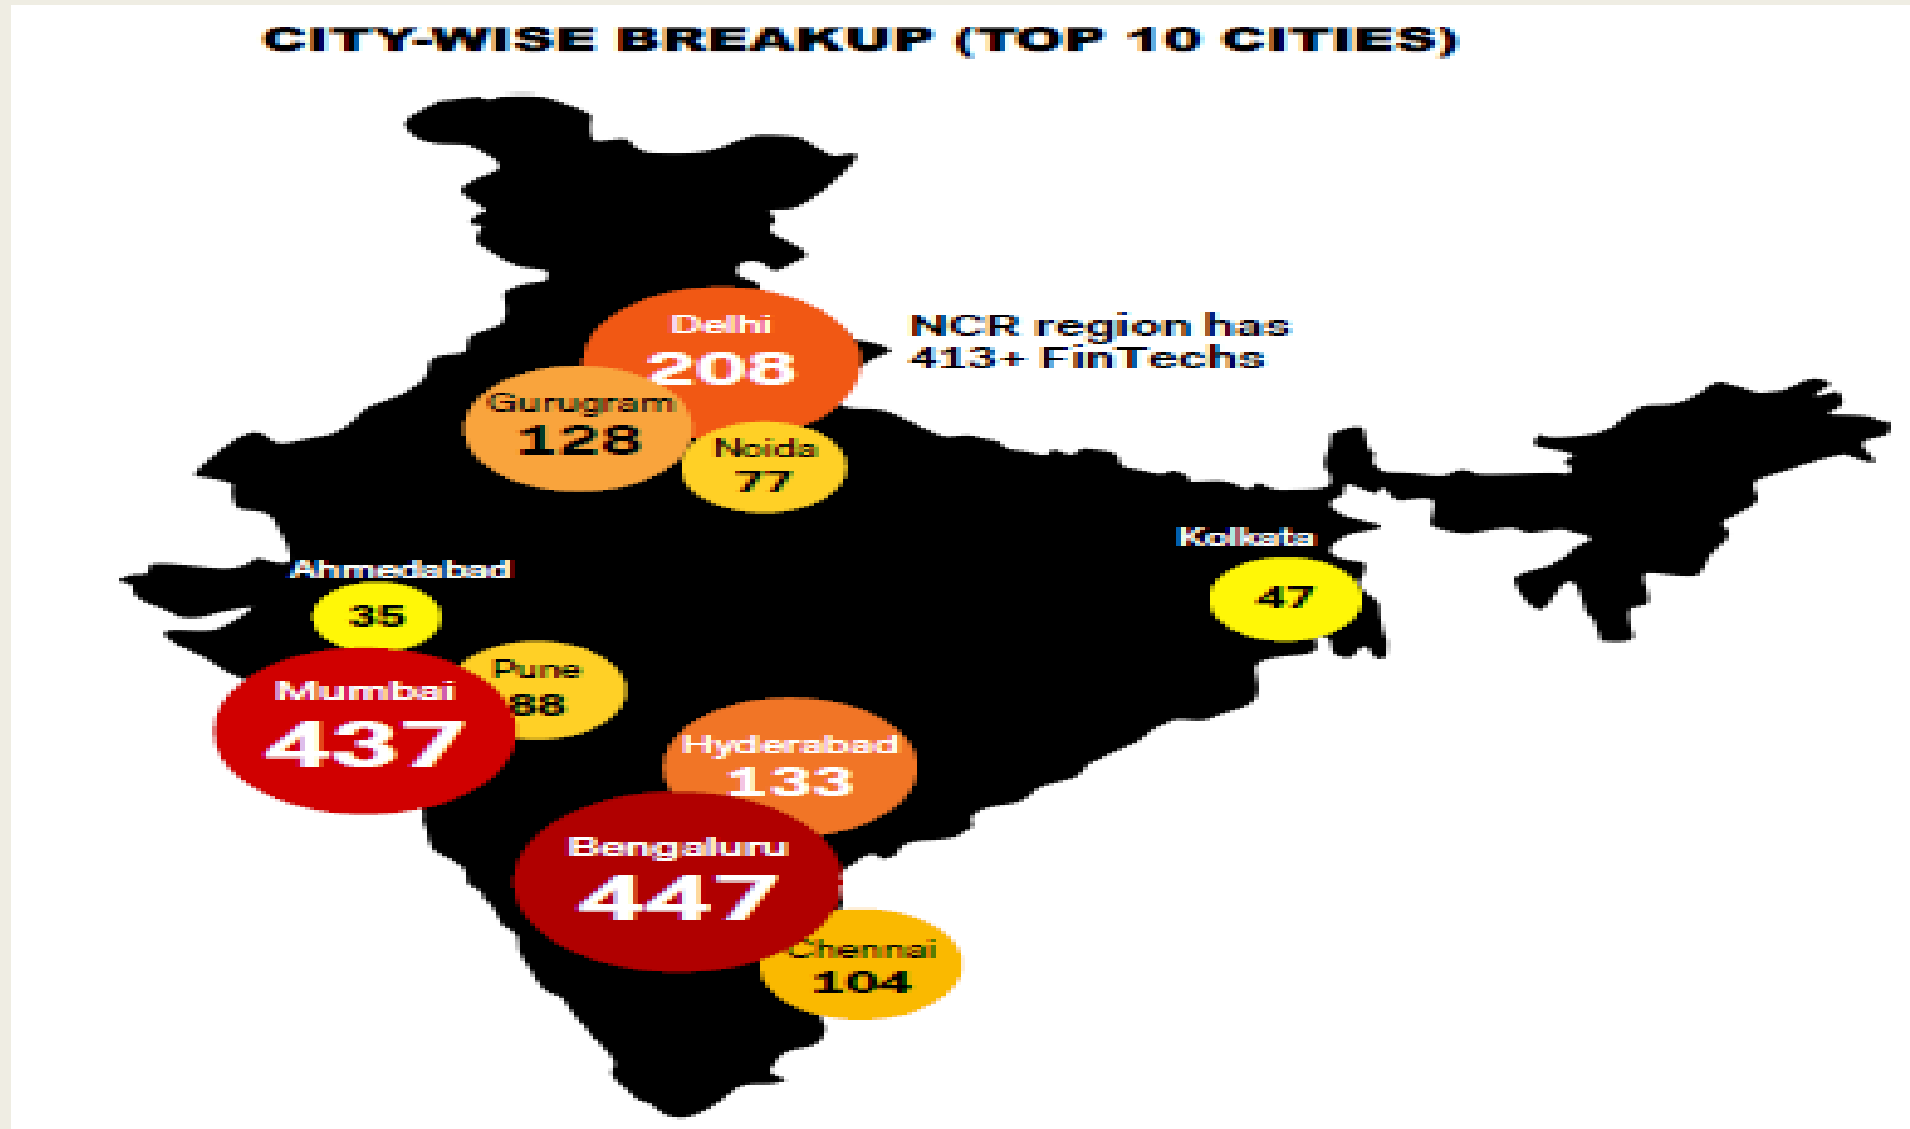 CITY-WISE BREAKUP (TOP 10 CITIES)
Delhi
208
NCR region has
413+ FinTechs
Gurugram
128
Noida
77
Kolkata
47
Ahmedabad
35
Pune
88
Mumbai
437
Hyderabad
133
Bengaluru
447
Chennai
104